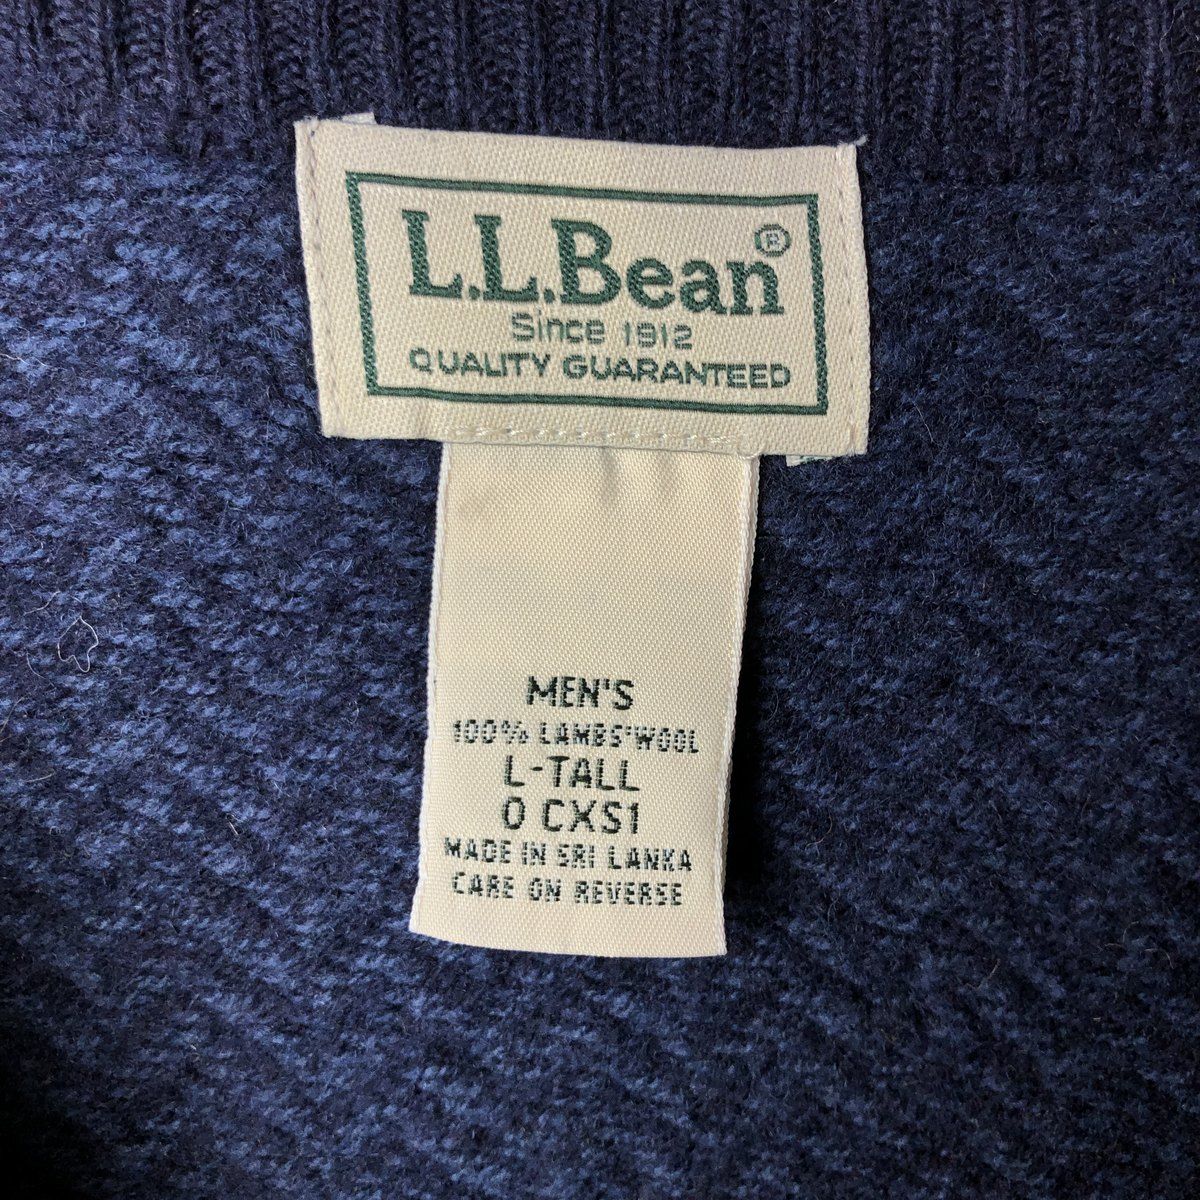 L.L.Bean®
Since 1912
QUALITY GUARANTEED
MEN'S
100% LAMBS'WOOL
L-TALL
0 CXS1
MADE IN SRI LANKA
CARE ON REVERSE